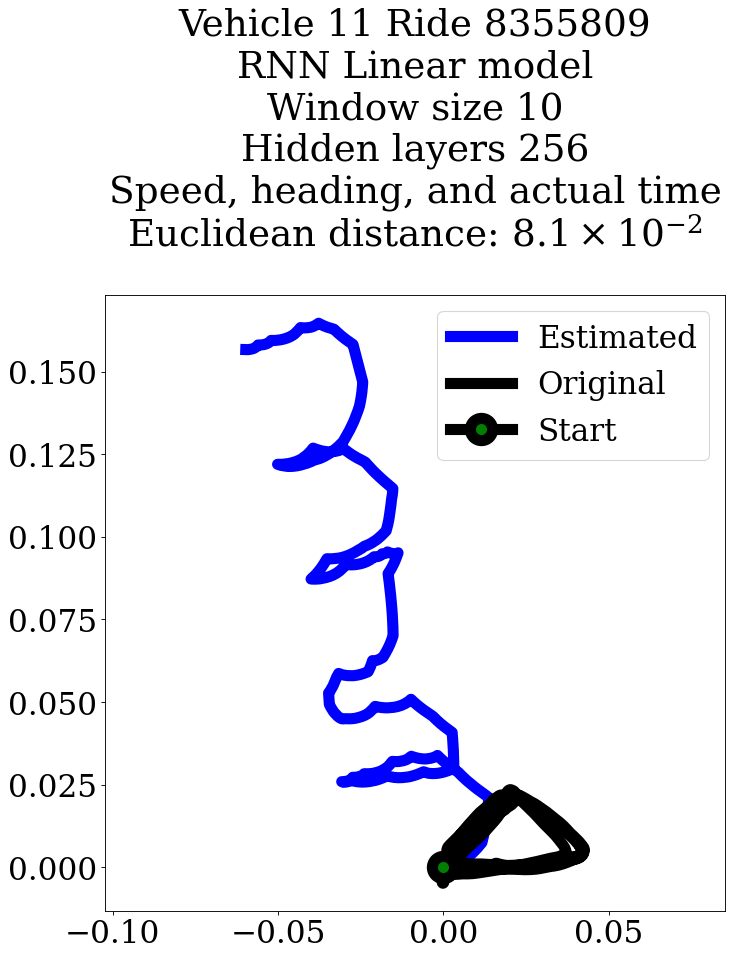 Vehicle 11 Ride 8355809
RNN Linear model
Window size 10
Hidden layers 256
Speed, heading, and actual time
Euclidean distance: 8.1 × 10⁻²
Estimated
Original
Start
0.150
0.125
0.100
0.075
0.050
0.025
0.000
−0.10 −0.05 0.00 0.05